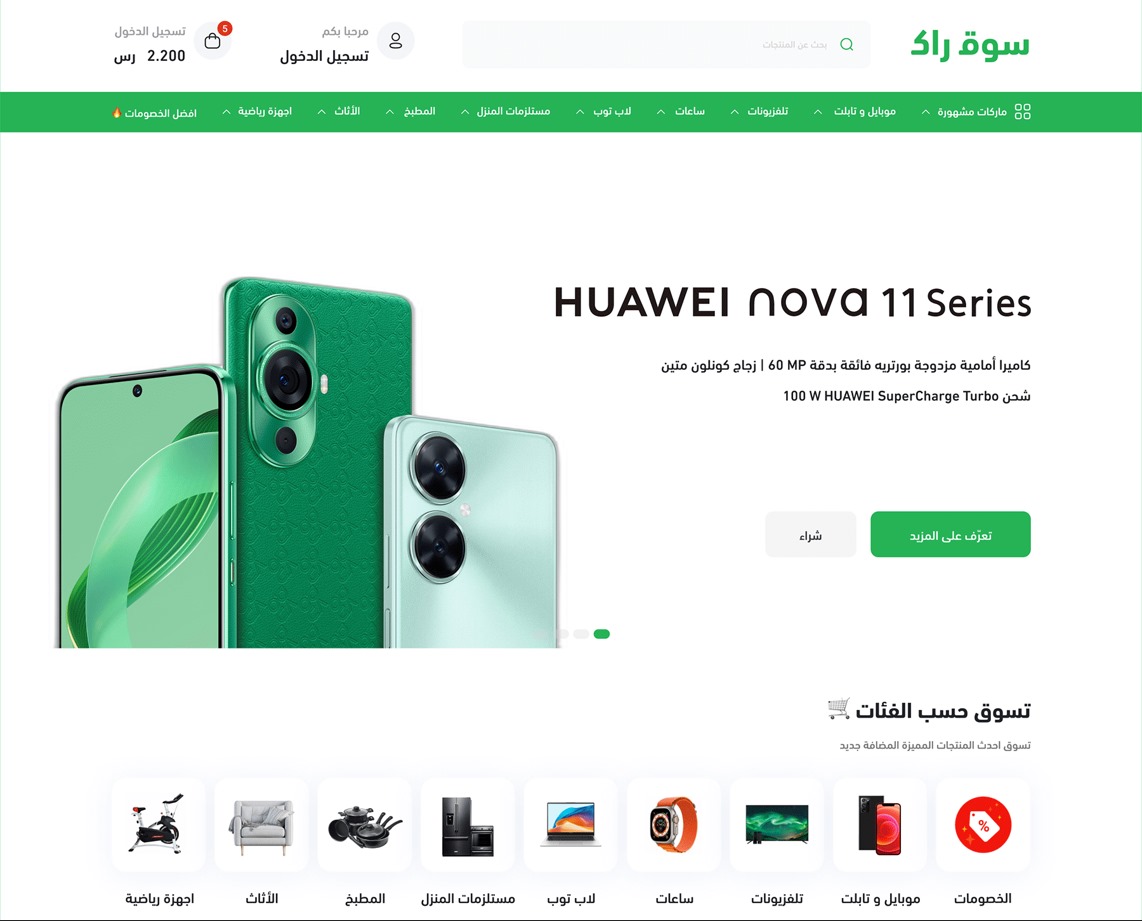 سوق راك
بحث عن المنتجات
مرحبا بكم
تسجيل الدخول
5
تسجيل الدخول
2.200 رس
ماركات مشهورة
موبايل و تابلت
تلفزيونات
ساعات
لاب توب
مستلزمات المنزل
المطبخ
الأثاث
اجهزة رياضية
افضل الخصومات 🔥
HUAWEI nova 11 Series
كاميرا أمامية مزدوجة بورتريه فائقة بدقة 60 MP | زجاج كونلون متين
شحن 100 W HUAWEI SuperCharge Turbo
تعرّف على المزيد
شراء
تسوق حسب الفئات 🛒
تسوق احدث المنتجات المميزة المضافة جديد
%
الخصومات
موبايل و تابلت
تلفزيونات
ساعات
لاب توب
مستلزمات المنزل
المطبخ
الأثاث
اجهزة رياضية